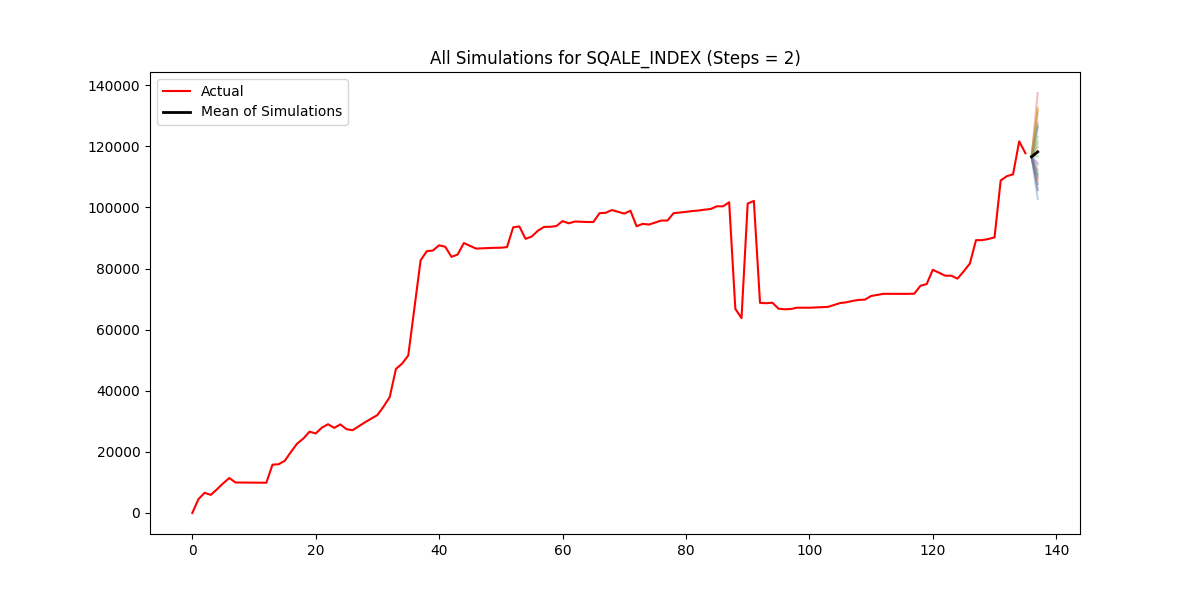 All Simulations for SQALE_INDEX (Steps = 2)
Actual
Mean of Simulations
140000
120000
100000
80000
60000
40000
20000
0
0 20 40 60 80 100 120 140